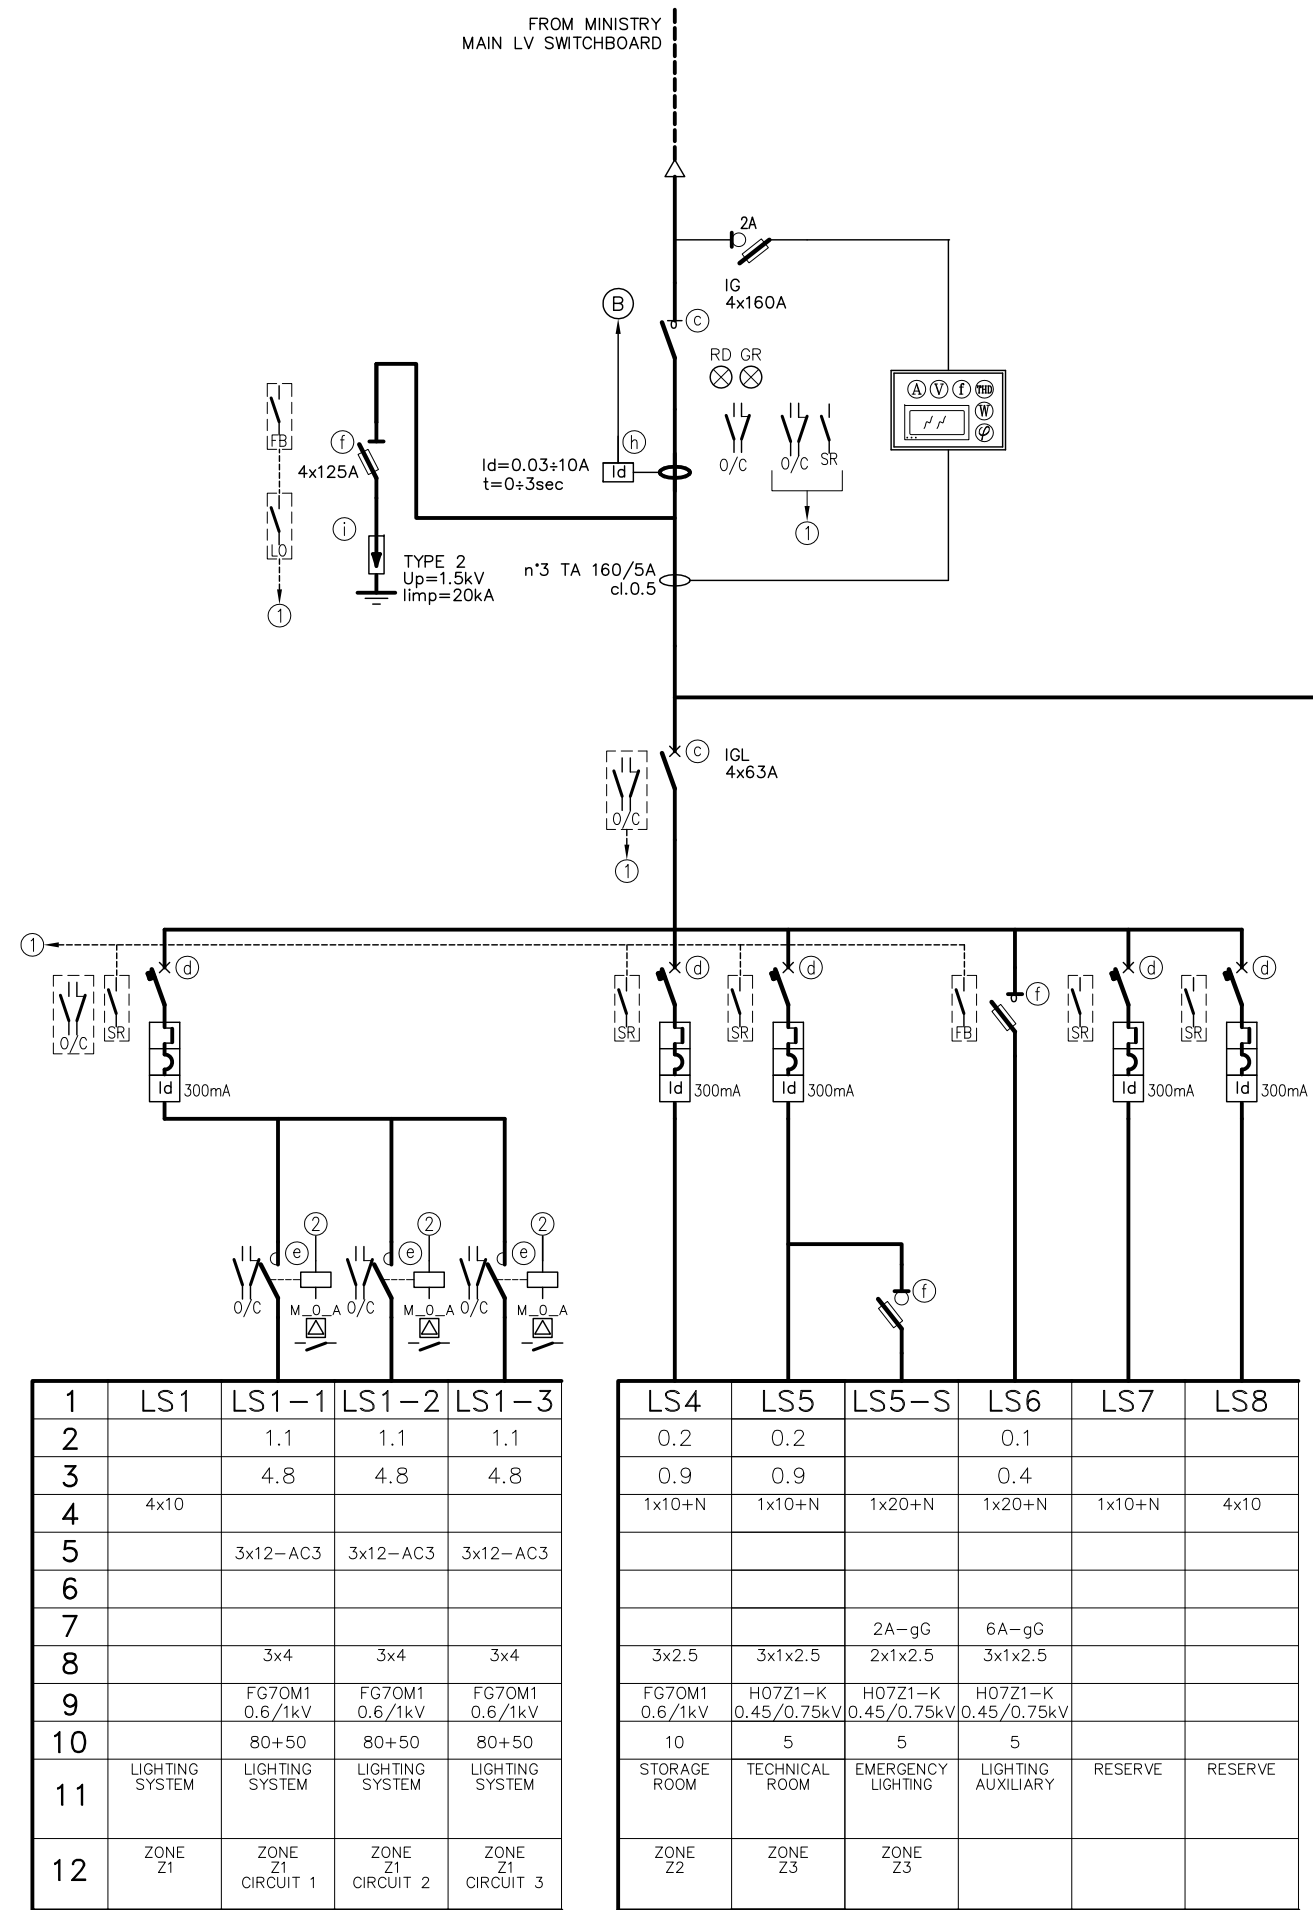 FROM MINISTRY
MAIN LV SWITCHBOARD
2A
IG
4x160A
B
c
RD GR
A V f THD
W
φ
FB
f
4x125A
h
Id=0.03÷10A
t=0÷3sec
Id
O/C
O/C SR
1
LO
i
TYPE 2
Up=1.5kV
Iimp=20kA
n°3 TA 160/5A
cl.0.5
1
c
IGL
4x63A
O/C
1
1
d
d
d
f
d
d
O/C
SR
SR
SR
FB
SR
SR
Id 300mA
Id 300mA
Id 300mA
Id 300mA
Id 300mA
2
2
2
e
e
e
O/C M_0_A
O/C M_0_A
O/C M_0_A
f
1 LS1 LS1-1 LS1-2 LS1-3 LS4 LS5 LS5-S LS6 LS7 LS8
2 1.1 1.1 1.1 0.2 0.2 0.1
3 4.8 4.8 4.8 0.9 0.9 0.4
4 4x10 1x10+N 1x10+N 1x20+N 1x20+N 1x10+N 4x10
5 3x12-AC3 3x12-AC3 3x12-AC3
6
7 2A-gG 6A-gG
8 3x4 3x4 3x4 3x2.5 3x1x2.5 2x1x2.5 3x1x2.5
9 FG7OM1 FG7OM1 FG7OM1 FG7OM1 H07Z1-K H07Z1-K H07Z1-K
0.6/1kV 0.6/1kV 0.6/1kV 0.6/1kV 0.45/0.75kV 0.45/0.75kV 0.45/0.75kV
10 80+50 80+50 80+50 10 5 5 5
11 LIGHTING LIGHTING LIGHTING LIGHTING STORAGE TECHNICAL EMERGENCY LIGHTING RESERVE RESERVE
SYSTEM SYSTEM SYSTEM SYSTEM ROOM ROOM LIGHTING AUXILIARY
12 ZONE ZONE ZONE ZONE ZONE ZONE ZONE
Z1 Z1 Z1 Z1 Z2 Z3 Z3
CIRCUIT 1 CIRCUIT 2 CIRCUIT 3